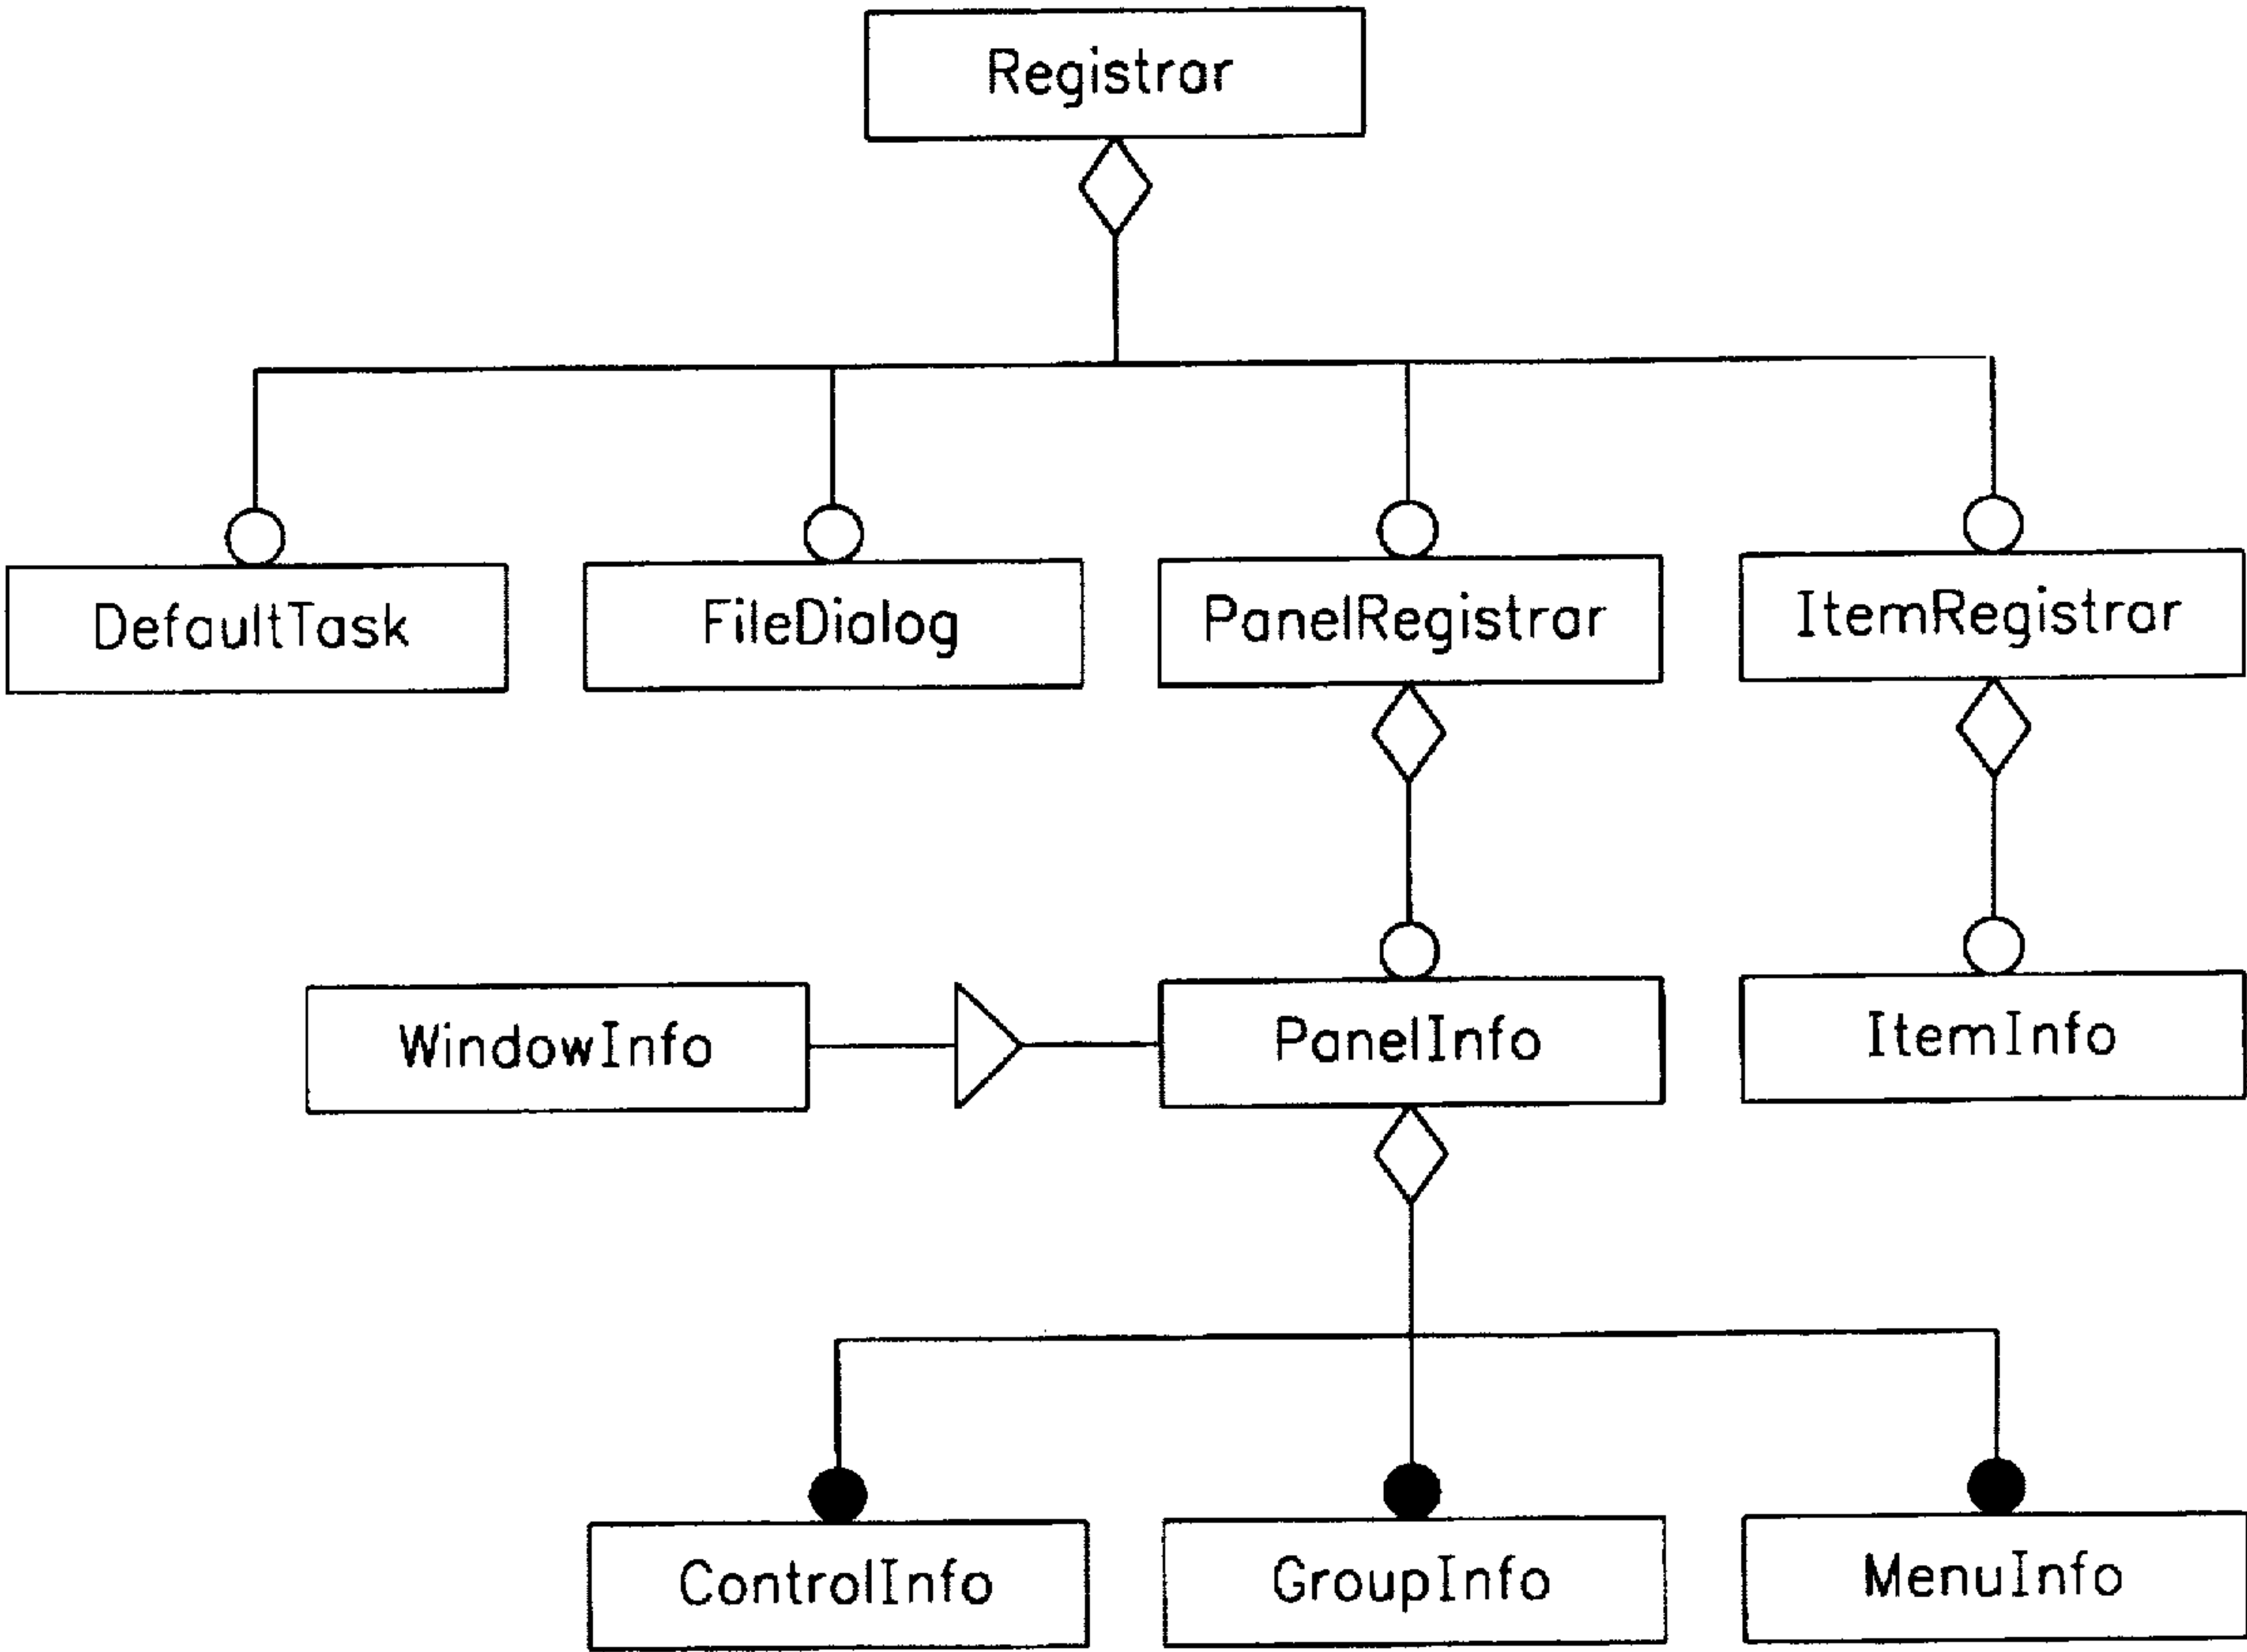 Registrar
DefaultTask
FileDialog
PanelRegistrar
ItemRegistrar
WindowInfo
PanelInfo
ItemInfo
ControlInfo
GroupInfo
MenuInfo